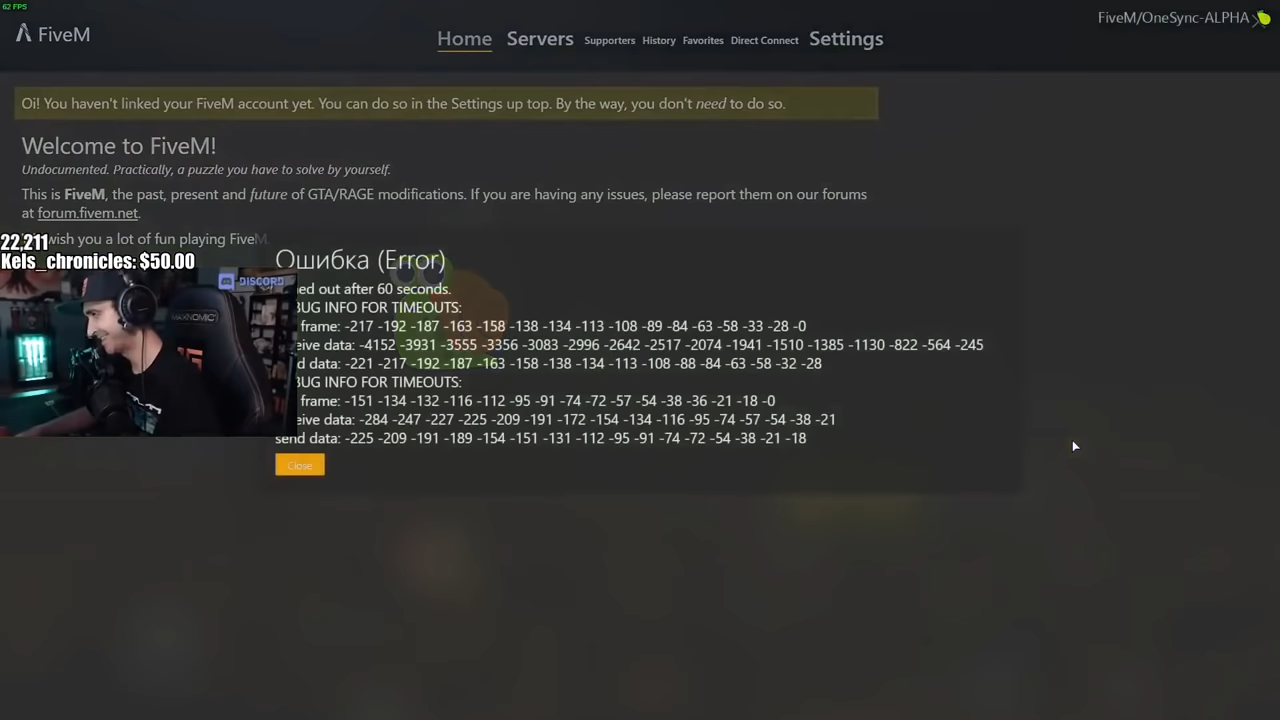 62 FPS
FiveM
Home Servers Supporters History Favorites Direct Connect Settings
FiveM/OneSync-ALPHA
Oi! You haven't linked your FiveM account yet. You can do so in the Settings up top. By the way, you don't need to do so.
Welcome to FiveM!
Undocumented. Practically, a puzzle you have to solve by yourself.
This is FiveM, the past, present and future of GTA/RAGE modifications. If you are having any issues, please report them on our forums
at forum.fivem.net.
wish you a lot of fun playing FiveM
22,211
Kels_chronicles: $50.00
DISCORD
MAXNOMIC
Ошибка (Error)
ed out after 60 seconds.
BUG INFO FOR TIMEOUTS:
frame: -217 -192 -187 -163 -158 -138 -134 -113 -108 -89 -84 -63 -58 -33 -28 -0
eive data: -4152 -3931 -3555 -3356 -3083 -2996 -2642 -2517 -2074 -1941 -1510 -1385 -1130 -822 -564 -245
d data: -221 -217 -192 -187 -163 -158 -138 -134 -113 -108 -88 -84 -63 -58 -32 -28
BUG INFO FOR TIMEOUTS:
frame: -151 -134 -132 -116 -112 -95 -91 -74 -72 -57 -54 -38 -36 -21 -18 -0
eive data: -284 -247 -227 -225 -209 -191 -172 -154 -134 -116 -95 -74 -57 -54 -38 -21
send data: -225 -209 -191 -189 -154 -151 -131 -112 -95 -91 -74 -72 -54 -38 -21 -18
Close